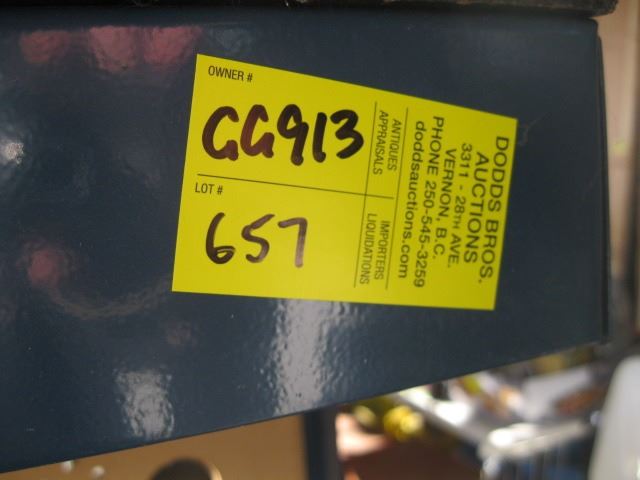 OWNER #
GG913
LOT #
657
ANTIQUES
APPRAISALS
IMPORTERS
LIQUIDATIONS
DODDS BROS.
AUCTIONS
3311 - 28TH AVE.
VERNON, B.C.
PHONE 250-545-3259
doddsauctions.com